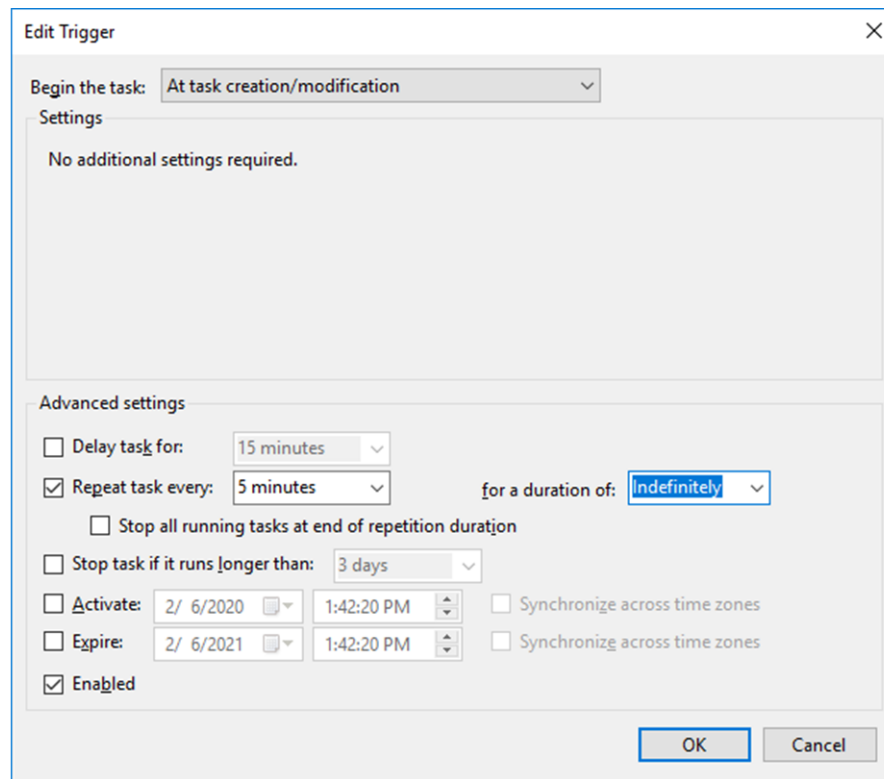 Edit Trigger
Begin the task: At task creation/modification
Settings
No additional settings required.
Advanced settings
Delay task for: 15 minutes
Repeat task every: 5 minutes for a duration of: Indefinitely
Stop all running tasks at end of repetition duration
Stop task if it runs longer than: 3 days
Activate: 2/ 6/2020 1:42:20 PM Synchronize across time zones
Expire: 2/ 6/2021 1:42:20 PM Synchronize across time zones
Enabled
OK Cancel